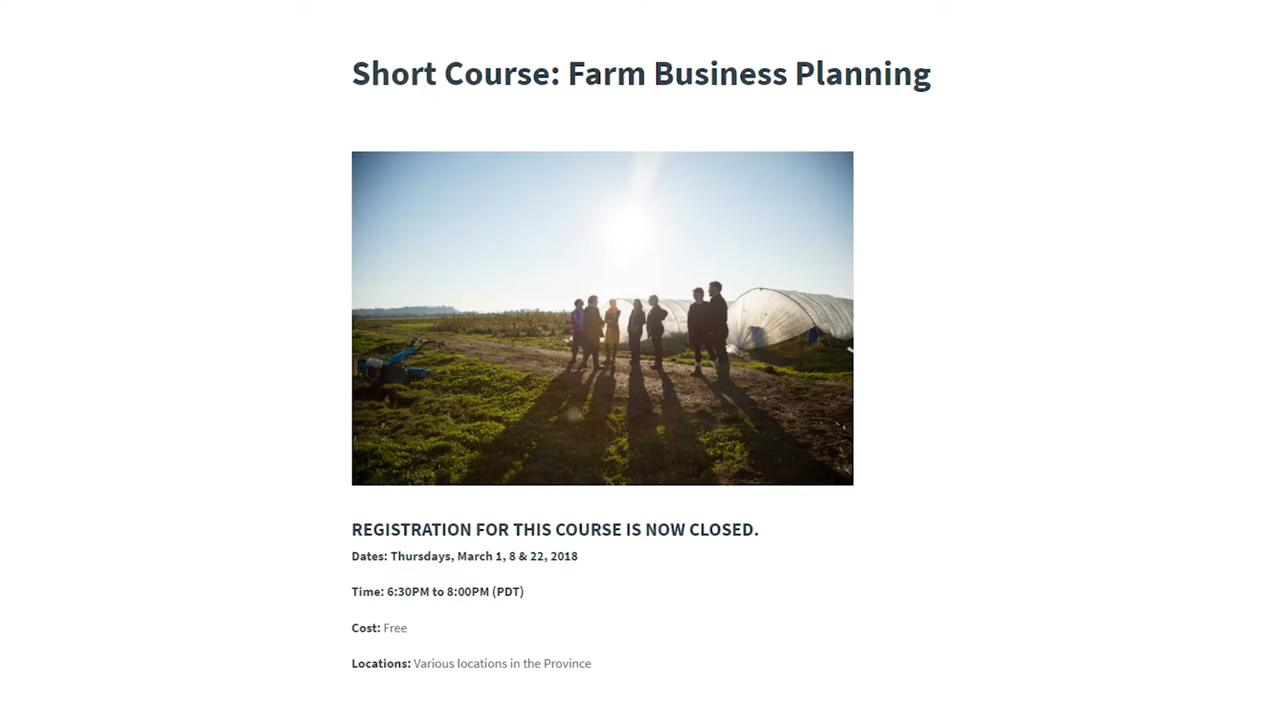 Short Course: Farm Business Planning
REGISTRATION FOR THIS COURSE IS NOW CLOSED.
Dates: Thursdays, March 1, 8 & 22, 2018
Time: 6:30PM to 8:00PM (PDT)
Cost: Free
Locations: Various locations in the Province